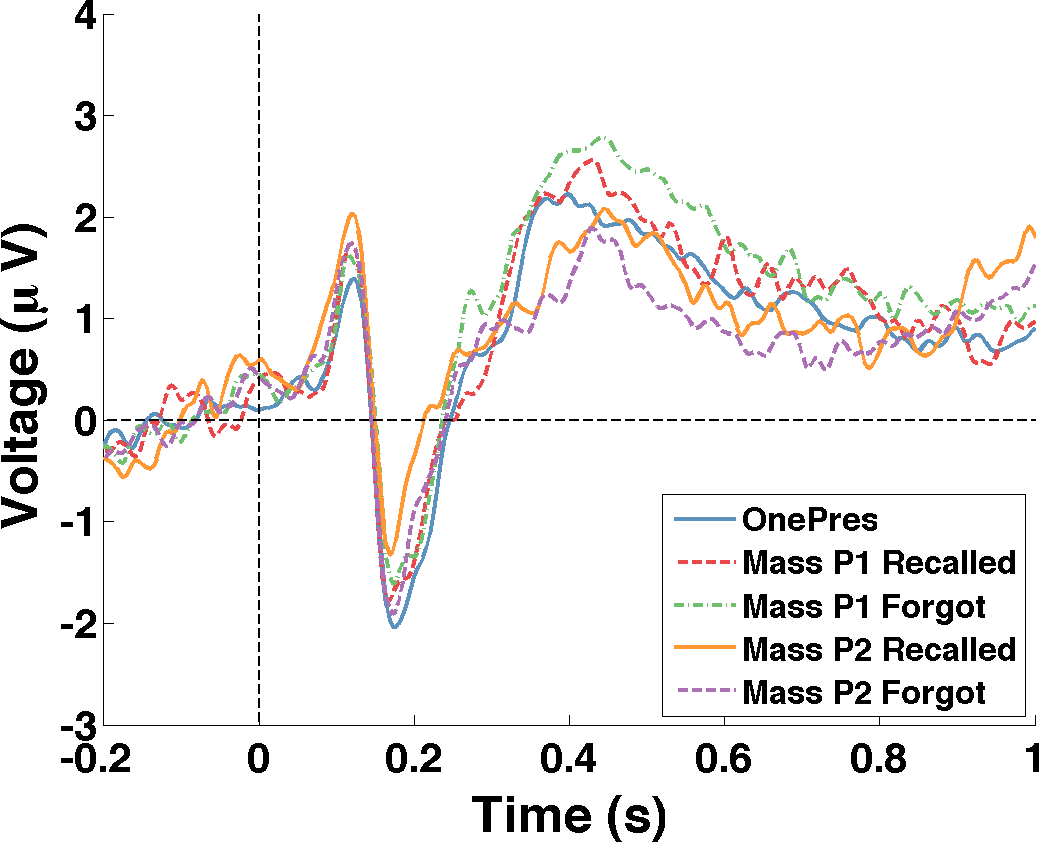 Voltage (μ V)
4
3
2
1
0
-1
-2
-3
-0.2 0 0.2 0.4 0.6 0.8 1
Time (s)
OnePres
Mass P1 Recalled
Mass P1 Forgot
Mass P2 Recalled
Mass P2 Forgot